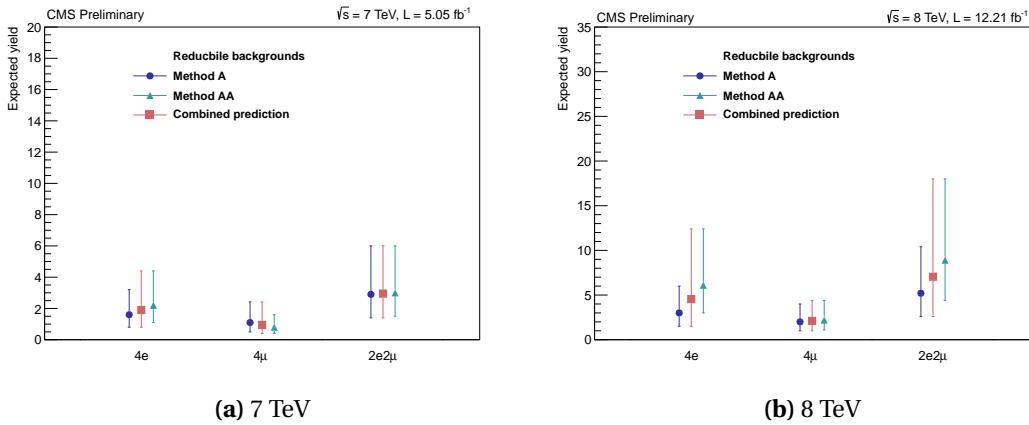 CMS Preliminary √s = 7 TeV, L = 5.05 fb⁻¹
Expected yield
20
18
16
14
12
10
8
6
4
2
0
Reducbile backgrounds
Method A
Method AA
Combined prediction
4e 4μ 2e2μ
(a) 7 TeV
CMS Preliminary √s = 8 TeV, L = 12.21 fb⁻¹
Expected yield
35
30
25
20
15
10
5
0
Reducbile backgrounds
Method A
Method AA
Combined prediction
4e 4μ 2e2μ
(b) 8 TeV